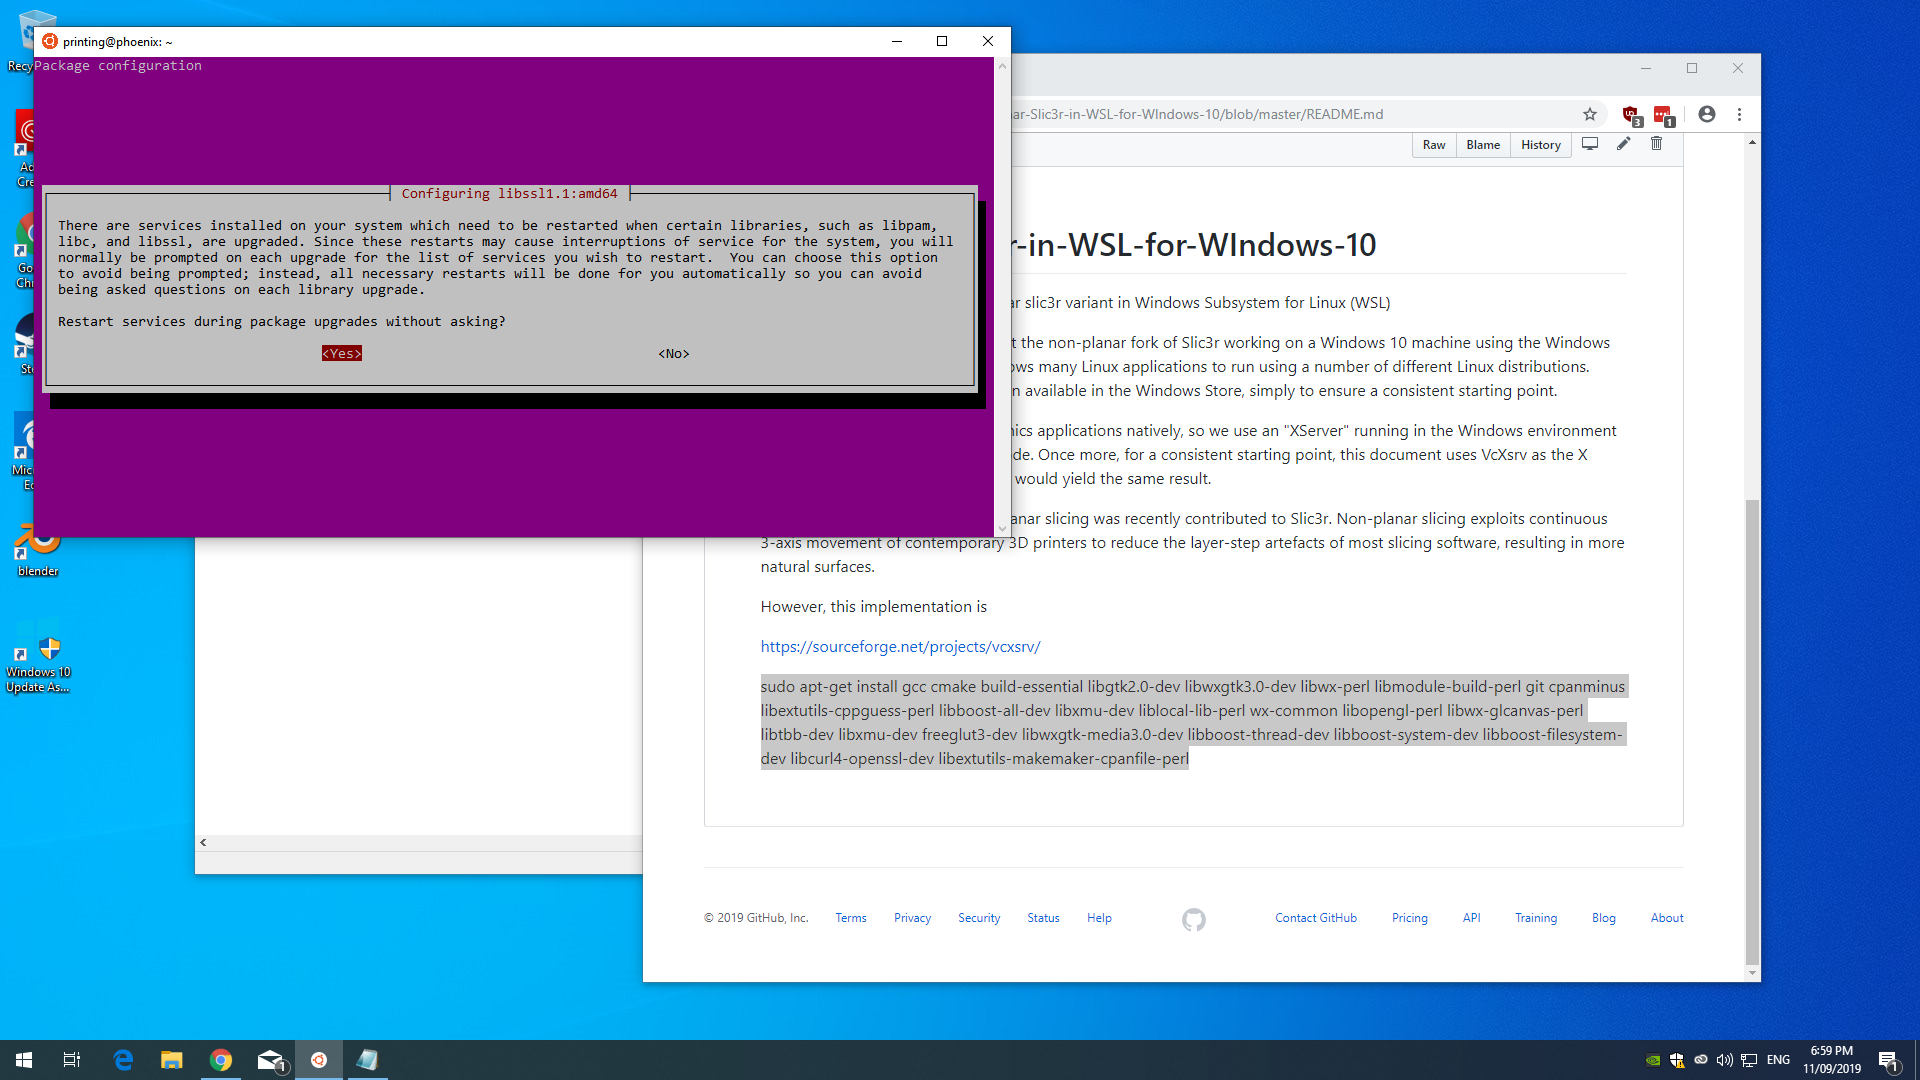 Recy
printing@phoenix: ~
Package configuration
Configuring libssl1.1:amd64
There are services installed on your system which need to be restarted when certain libraries, such as libpam,
libc, and libssl, are upgraded. Since these restarts may cause interruptions of service for the system, you will
normally be prompted on each upgrade for the list of services you wish to restart.  You can choose this option
to avoid being prompted; instead, all necessary restarts will be done for you automatically so you can avoid
being asked questions on each library upgrade.
Restart services during package upgrades without asking?
<Yes>
<No>
Ad
Cre
Go
Chr
Ste
Mic
Ed
blender
Windows 10
Update As...
ar-Slic3r-in-WSL-for-WIndows-10/blob/master/README.md
3
1
Raw
Blame
History
r-in-WSL-for-WIndows-10
ar slic3r variant in Windows Subsystem for Linux (WSL)
t the non-planar fork of Slic3r working on a Windows 10 machine using the Windows
ows many Linux applications to run using a number of different Linux distributions.
n available in the Windows Store, simply to ensure a consistent starting point.
ics applications natively, so we use an "XServer" running in the Windows environment
de. Once more, for a consistent starting point, this document uses VcXsrv as the X
would yield the same result.
anar slicing was recently contributed to Slic3r. Non-planar slicing exploits continuous
3-axis movement of contemporary 3D printers to reduce the layer-step artefacts of most slicing software, resulting in more
natural surfaces.
However, this implementation is
https://sourceforge.net/projects/vcxsrv/
sudo apt-get install gcc cmake build-essential libgtk2.0-dev libwxgtk3.0-dev libwx-perl libmodule-build-perl git cpanminus
libextutils-cppguess-perl libboost-all-dev libxmu-dev liblocal-lib-perl wx-common libopengl-perl libwx-glcanvas-perl
libtbb-dev libxmu-dev freeglut3-dev libwxgtk-media3.0-dev libboost-thread-dev libboost-system-dev libboost-filesystem-
dev libcurl4-openssl-dev libextutils-makemaker-cpanfile-perl
© 2019 GitHub, Inc.
Terms
Privacy
Security
Status
Help
Contact GitHub
Pricing
API
Training
Blog
About
1
ENG
6:59 PM
11/09/2019
1